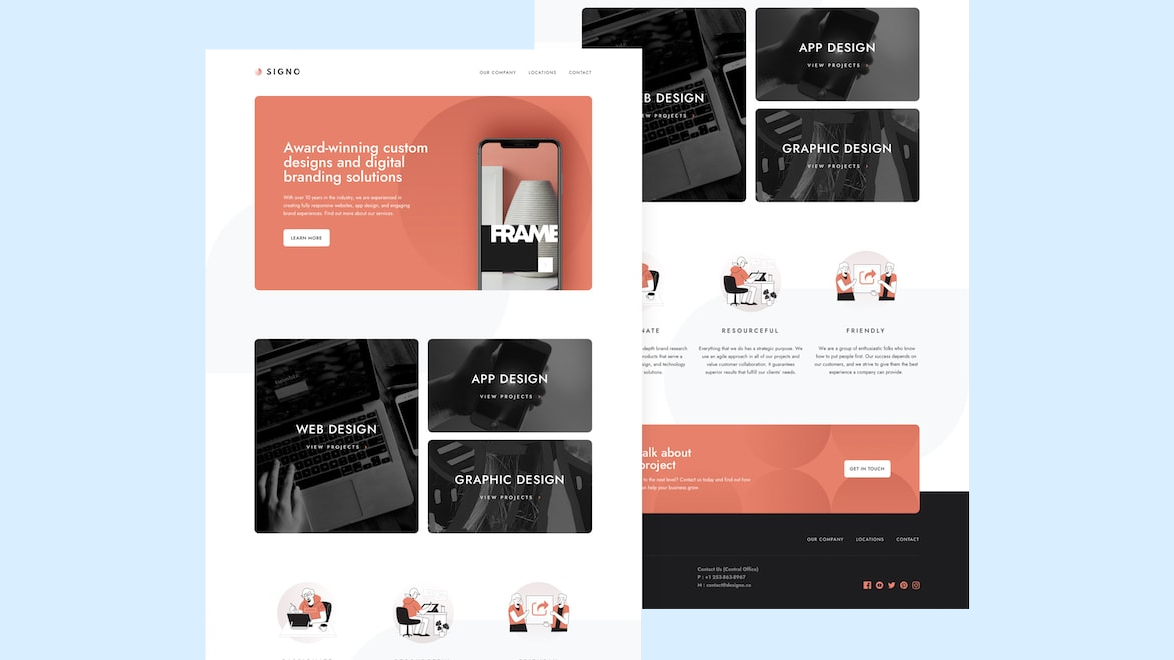 SIGNO
OUR COMPANY LOCATIONS CONTACT
Award-winning custom
designs and digital
branding solutions
With over 10 years in the industry, we are experienced in
creating fully responsive websites, app design, and engaging
brand experiences. Find out more about our services.
LEARN MORE
FRAME
WEB DESIGN
VIEW PROJECTS
APP DESIGN
VIEW PROJECTS
GRAPHIC DESIGN
VIEW PROJECTS
APP DESIGN
VIEW PROJECTS
B DESIGN
EW PROJECTS
GRAPHIC DESIGN
VIEW PROJECTS
NATE
depth brand research
roducts that serve a
sign, and technology
solutions.
RESOURCEFUL
Everything that we do has a strategic purpose. We
use an agile approach in all of our projects and
value customer collaboration. It guarantees
superior results that fulfill our clients' needs.
FRIENDLY
We are a group of enthusiastic folks who know
how to put people first. Our success depends on
our customers, and we strive to give them the best
experience a company can provide.
alk about
project
to the next level? Contact us today and find out how
an help your business grow.
GET IN TOUCH
OUR COMPANY LOCATIONS CONTACT
Contact Us (Central Office)
P : +1 253-863-8967
M : contact@designo.co